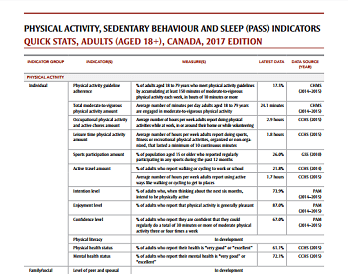 PHYSICAL ACTIVITY, SEDENTARY BEHAVIOUR AND SLEEP (PASS) INDICATORS
QUICK STATS, ADULTS (AGED 18+), CANADA, 2017 EDITION
INDICATOR GROUP INDICATOR(S) MEASURE(S) LATEST DATA DATA SOURCE
(YEAR)
PHYSICAL ACTIVITY
Individual Physical activity guideline % of adults aged 18 to 79 years who meet physical activity guidelines 17.5% CHMS
adherence by accumulating at least 150 minutes of moderate-to-vigorous (2014-2015)
physical activity each week, in bouts of 10 minutes or more
Total moderate-to-vigorous Average number of minutes per day adults aged 18 to 79 years 24.1 minutes CHMS
physical activity amount are engaged in moderate-to-vigorous physical activity (2014-2015)
Occupational physical activity Average number of hours per week adults report doing physical 2.9 hours CCHS (2015)
and active chores amount activities while at work, in or around their home or while volunteering
Leisure time physical activity Average number of hours per week adults report doing sports, 1.8 hours CCHS (2015)
amount fitness or recreational physical activities, organized or non-orga-
nized, that lasted a minimum of 10 continuous minutes
Sports participation amount % of population aged 15 or older who reported regularly 26.0% GSS (2010)
participating in any sports during the past 12 months
Active travel amount % of adults who report walking or cycling to work or school 21.8% CCHS (2014)
Average number of hours per week adults report using active 1.7 hours CCHS (2015)
ways like walking or cycling to get to places
Intention level % of adults who, when thinking about the next six months, 73.9% PAM
intend to be physically active (2014-2015)
Enjoyment level % of adults who report that physical activity is generally pleasant 87.8% PAM
(2014-2015)
Confidence level % of adults who report they are confident that they could 67.0% PAM
regularly do a total of 30 minutes or more of moderate physical (2014-2015)
activity three or four times a week
Physical literacy In development
Physical health status % of adults who report their health is "very good" or "excellent" 61.1% CCHS (2015)
Mental health status % of adults who report their mental health is "very good" or 72.1% CCHS (2015)
"excellent"
Family/social Level of peer and spousal In development